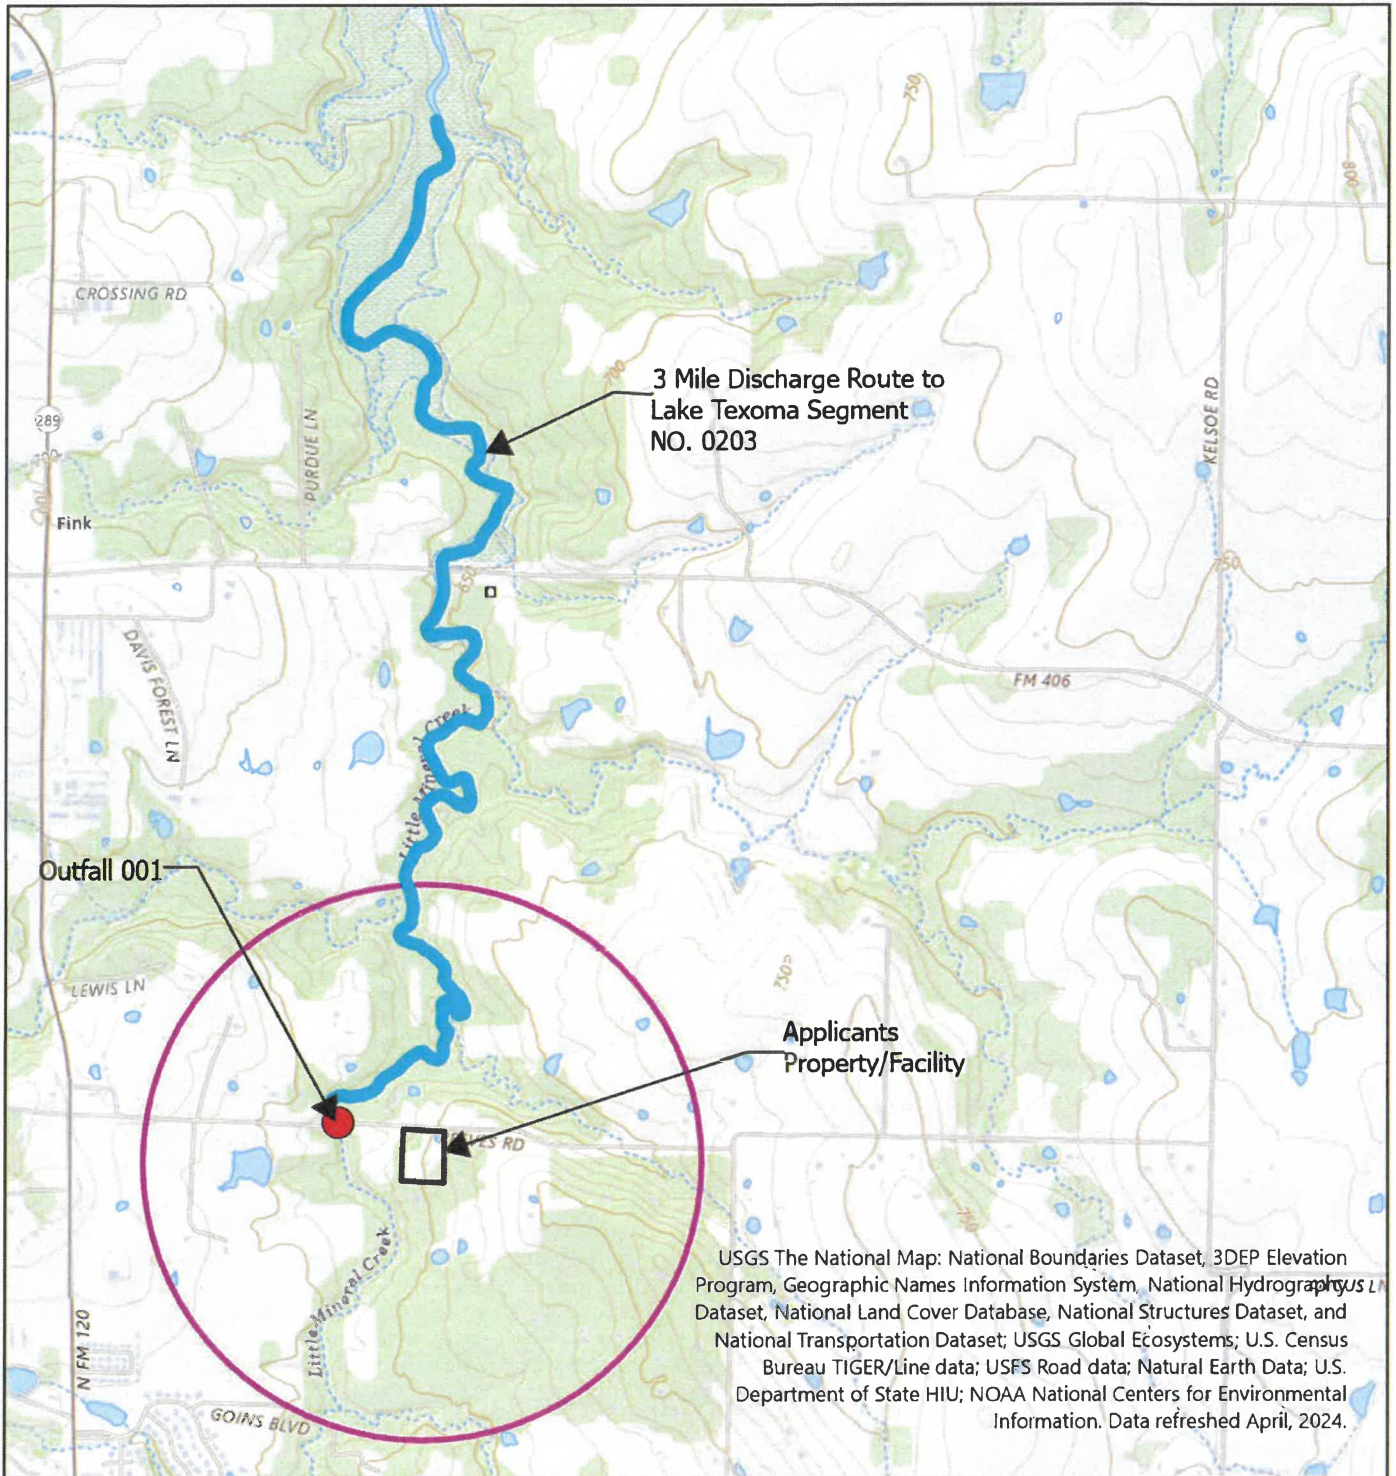 750
800
CROSSING RD
700
3 Mile Discharge Route to
Lake Texoma Segment
NO. 0203
289
PURDUE LN
KELSOE RD
Fink
750
650
DAVIS FOREST LN
FM 406
Little Mineral Creek
Outfall 001
LEWIS LN
750
Applicants
Property/Facility
RD
750
Little Mineral Creek
N FM 120
GOINS BLVD
USGS The National Map: National Boundaries Dataset, 3DEP Elevation
Program, Geographic Names Information System, National Hydrography
Dataset, National Land Cover Database, National Structures Dataset, and
National Transportation Dataset; USGS Global Ecosystems; U.S. Census
Bureau TIGER/Line data; USFS Road data; Natural Earth Data; U.S.
Department of State HIU; NOAA National Centers for Environmental
Information. Data refreshed April, 2024.